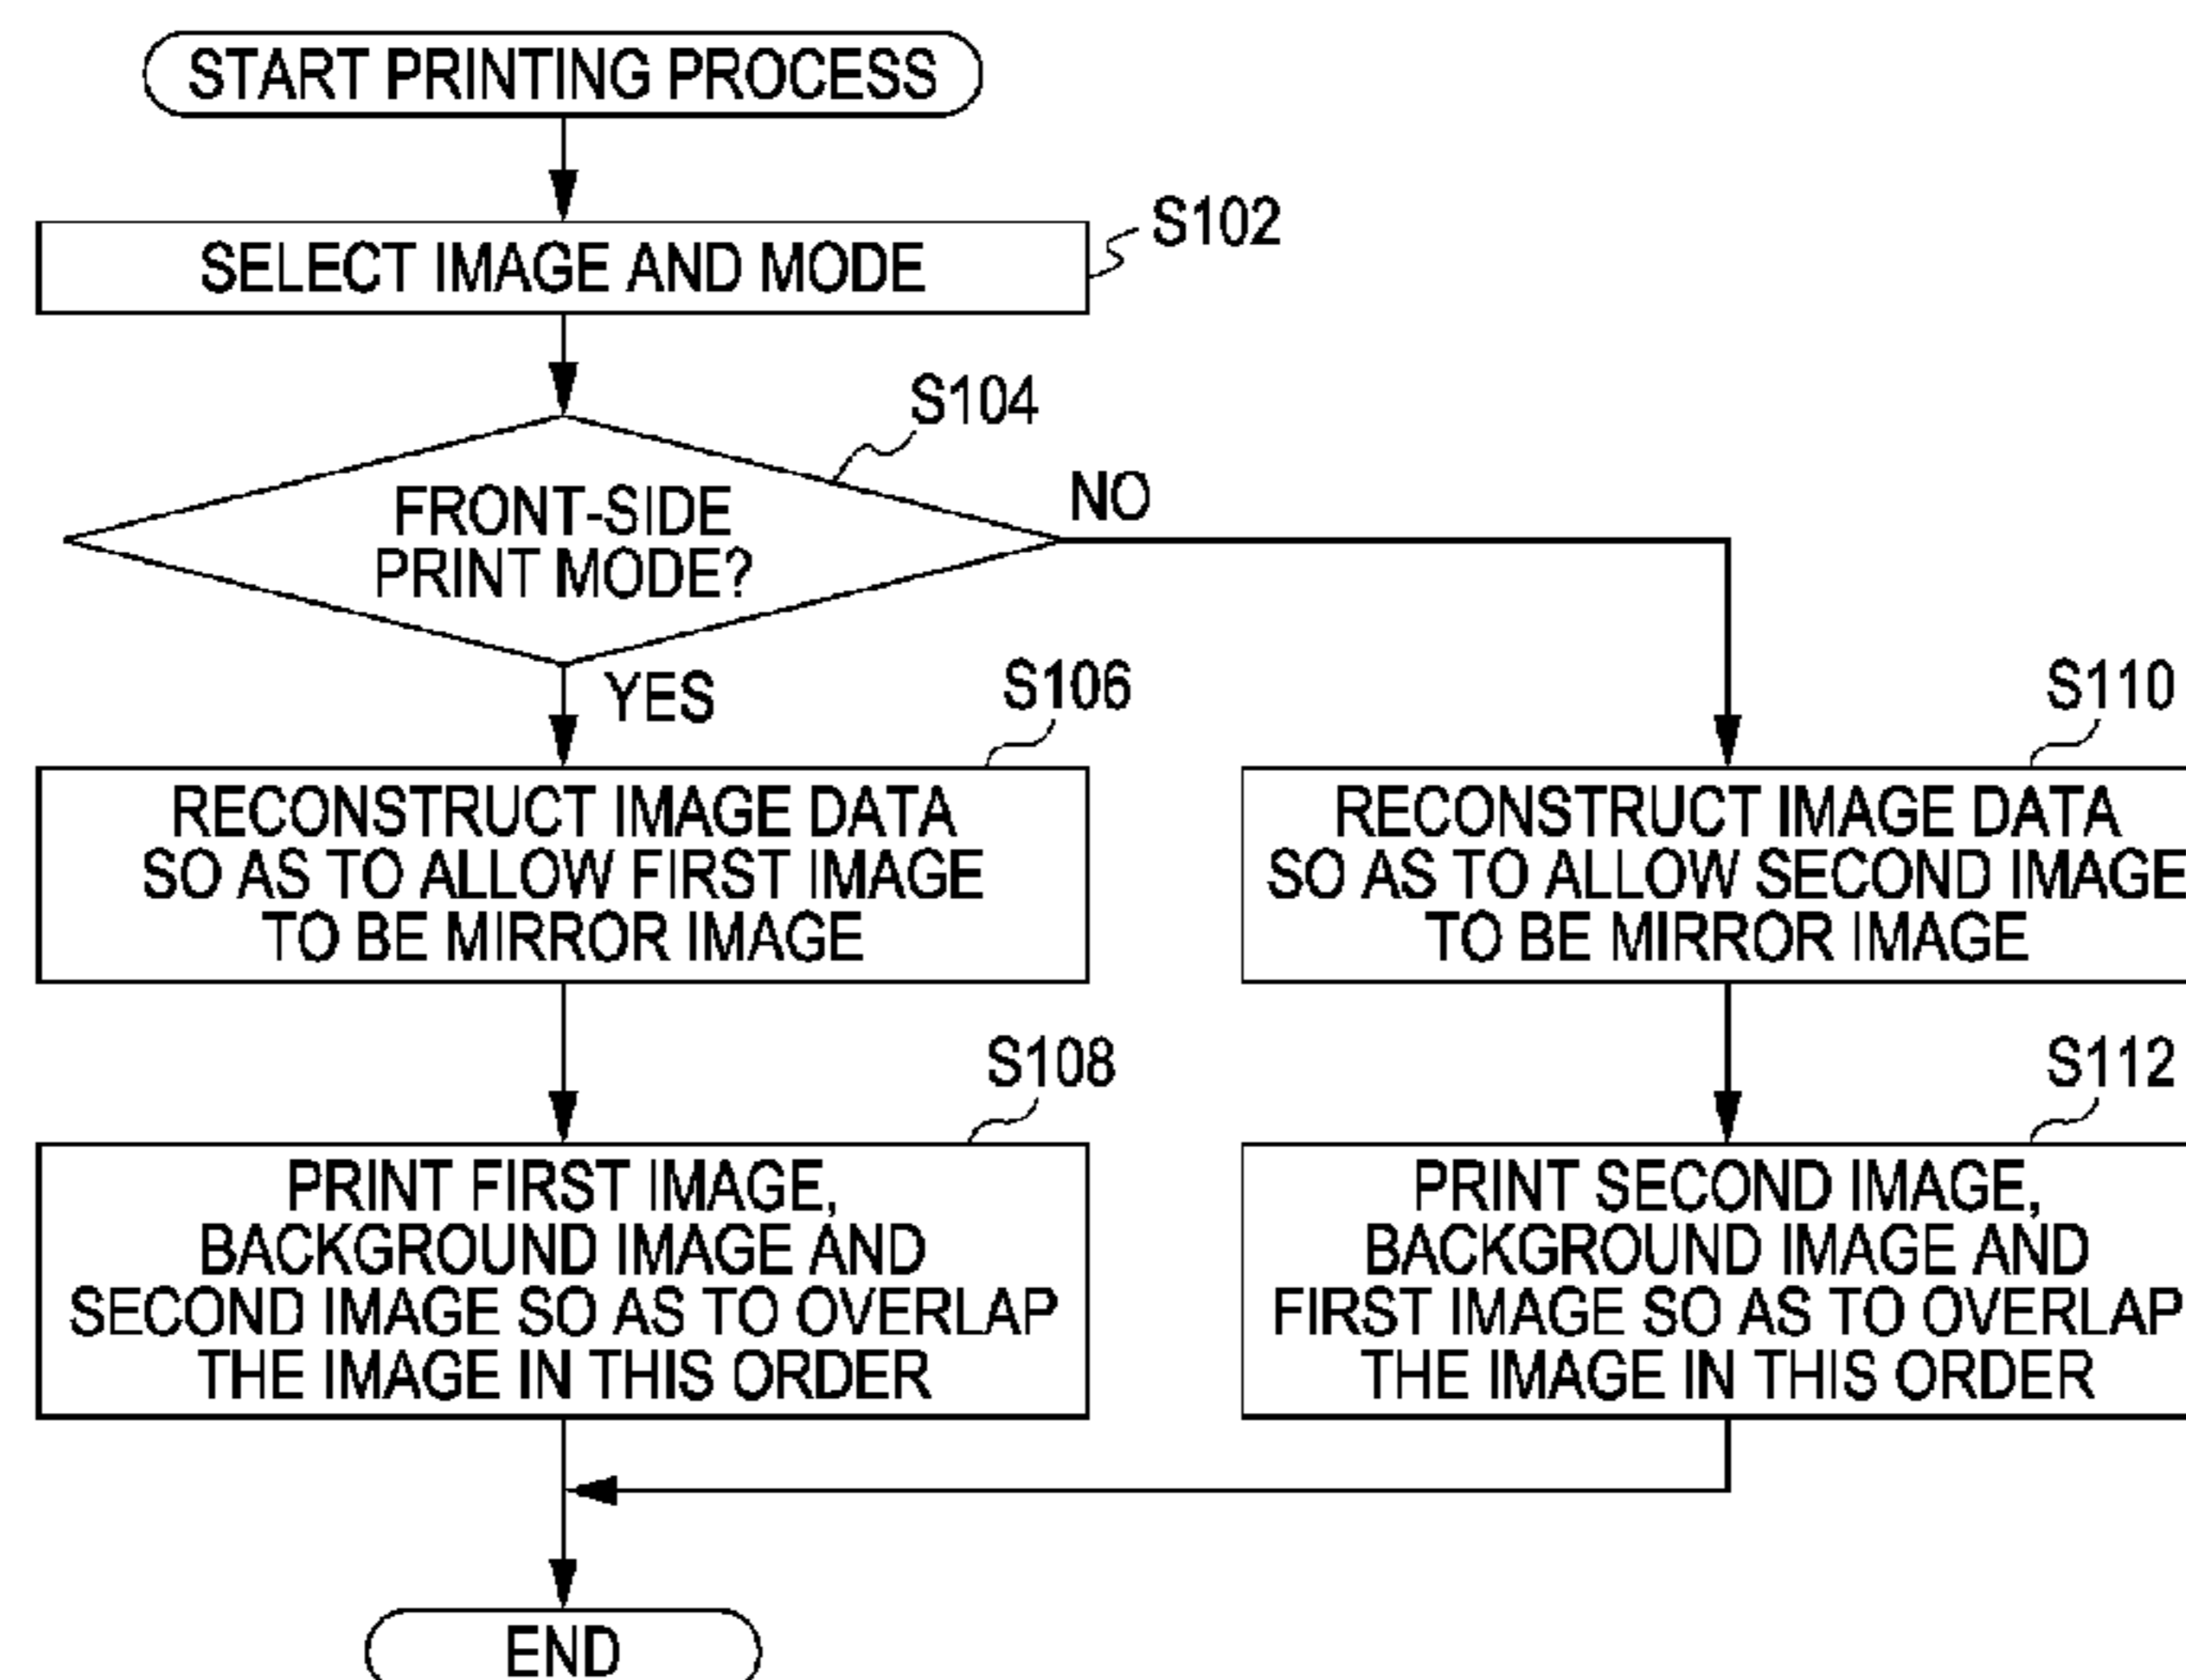 START PRINTING PROCESS
S102
SELECT IMAGE AND MODE
S104
FRONT-SIDE
PRINT MODE?
NO
YES
S106
RECONSTRUCT IMAGE DATA
SO AS TO ALLOW FIRST IMAGE
TO BE MIRROR IMAGE
S110
RECONSTRUCT IMAGE DATA
SO AS TO ALLOW SECOND IMAGE
TO BE MIRROR IMAGE
S108
PRINT FIRST IMAGE,
BACKGROUND IMAGE AND
SECOND IMAGE SO AS TO OVERLAP
THE IMAGE IN THIS ORDER
S112
PRINT SECOND IMAGE,
BACKGROUND IMAGE AND
FIRST IMAGE SO AS TO OVERLAP
THE IMAGE IN THIS ORDER
END